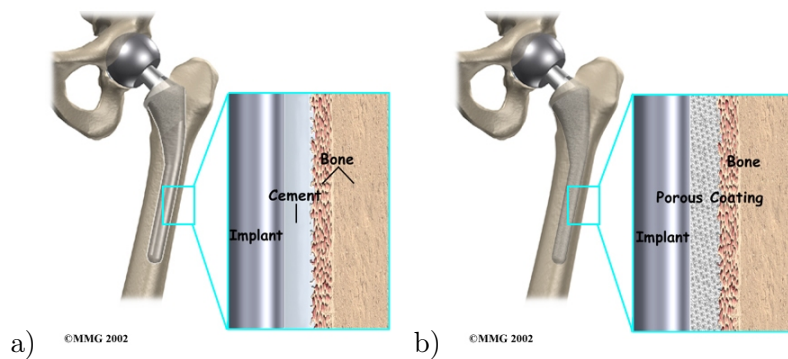 Bone
Cement
Implant
a)
©MMG 2002
Bone
Porous Coating
Implant
b)
©MMG 2002